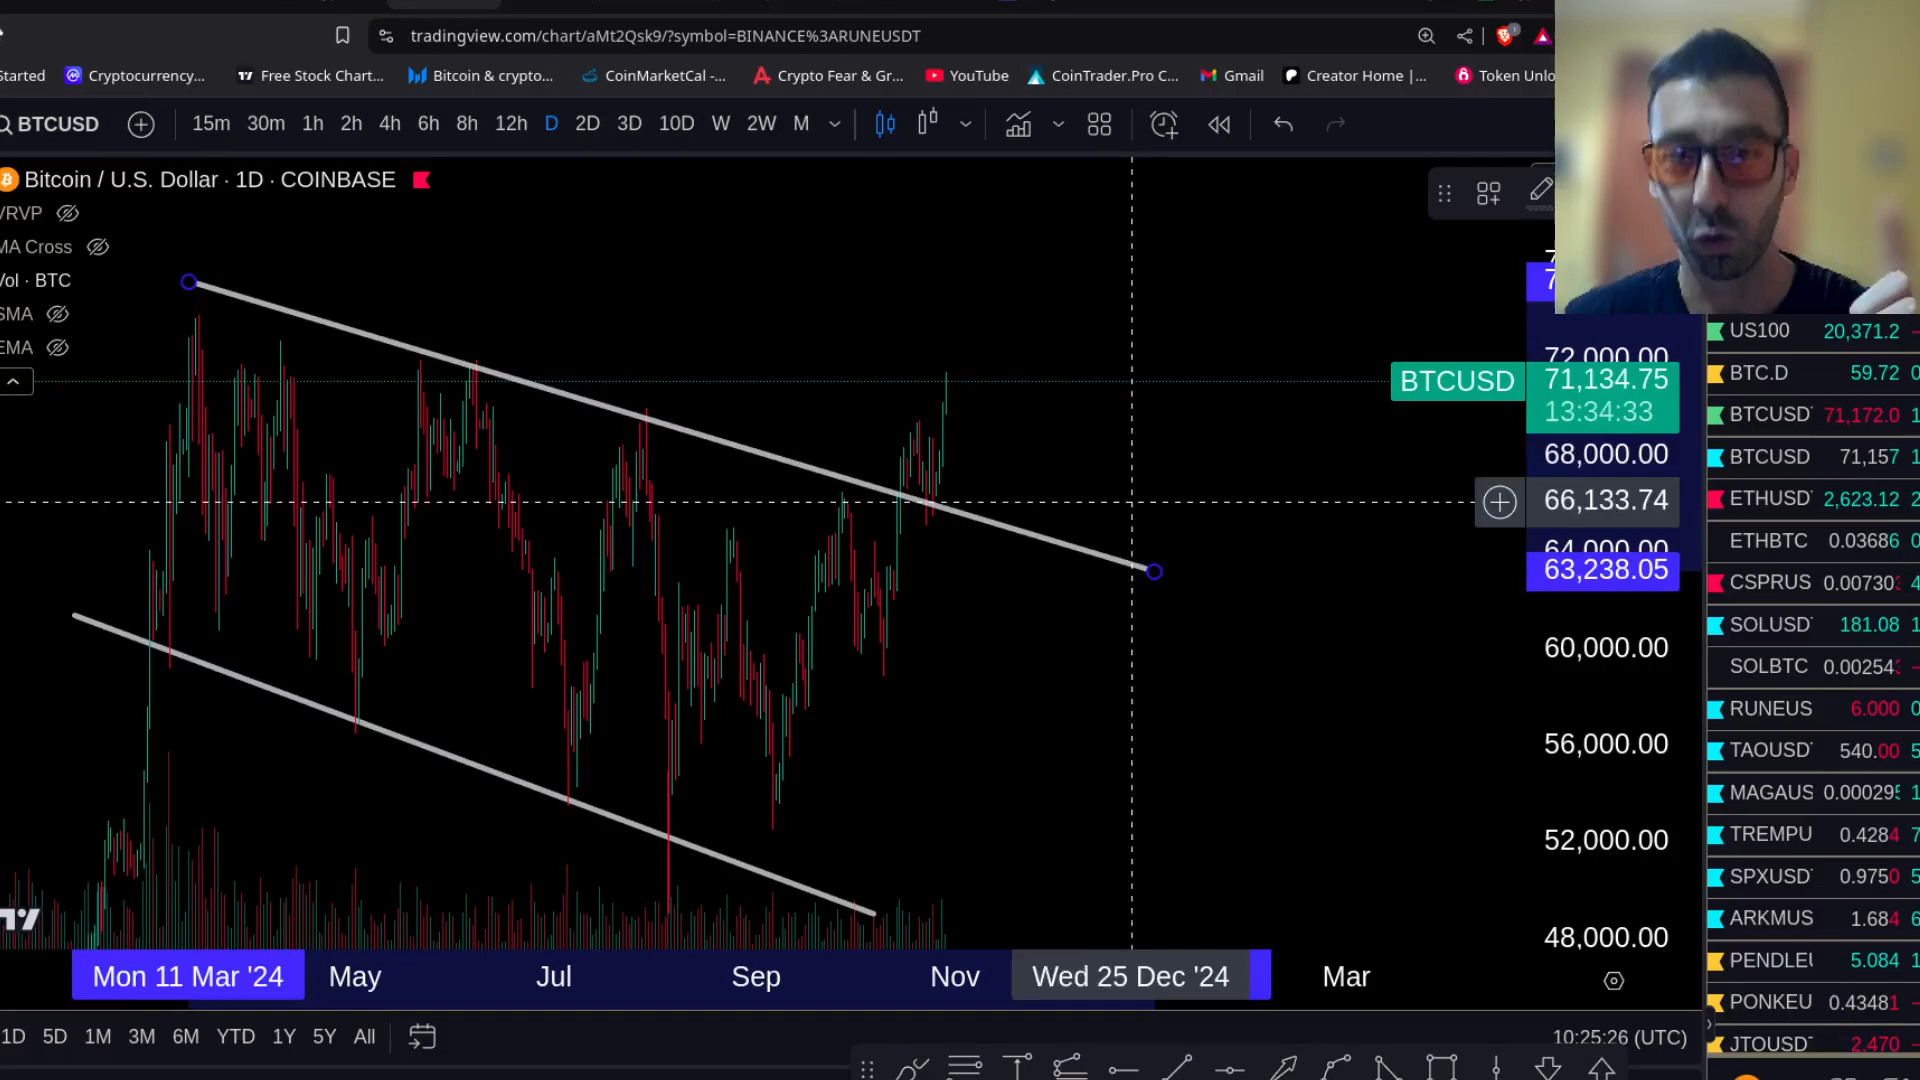 tradingview.com/chart/aMt2Qsk9/?symbol=BINANCE%3ARUNEUSDT
Started Cryptocurrency... Free Stock Chart... Bitcoin & crypto... CoinMarketCal -... Crypto Fear & Gr... YouTube CoinTrader.Pro C... Gmail Creator Home |... Token Unlo
BTCUSD 15m 30m 1h 2h 4h 6h 8h 12h D 2D 3D 10D W 2W M
Bitcoin / U.S. Dollar · 1D · COINBASE
VRVP
MA Cross
Vol · BTC
SMA
EMA
72,000.00
BTCUSD 71,134.75
13:34:33
68,000.00
66,133.74
64,000.00
63,238.05
60,000.00
56,000.00
52,000.00
48,000.00
US100 20,371.2
BTC.D 59.72
BTCUSDT 71,172.0
BTCUSD 71,157
ETHUSDT 2,623.12
ETHBTC 0.03686
CSPRUS 0.00730
SOLUSDT 181.08
SOLBTC 0.00254
RUNEUS 6.000
TAOUSDT 540.00
MAGAUS 0.000295
TREMPU 0.4284
SPXUSDT 0.9750
ARKMUS 1.684
PENDLEU 5.084
PONKEU 0.43481
JTOUSDT 2.470
Mon 11 Mar '24 May Jul Sep Nov Wed 25 Dec '24 Mar
1D 5D 1M 3M 6M YTD 1Y 5Y All 10:25:26 (UTC)